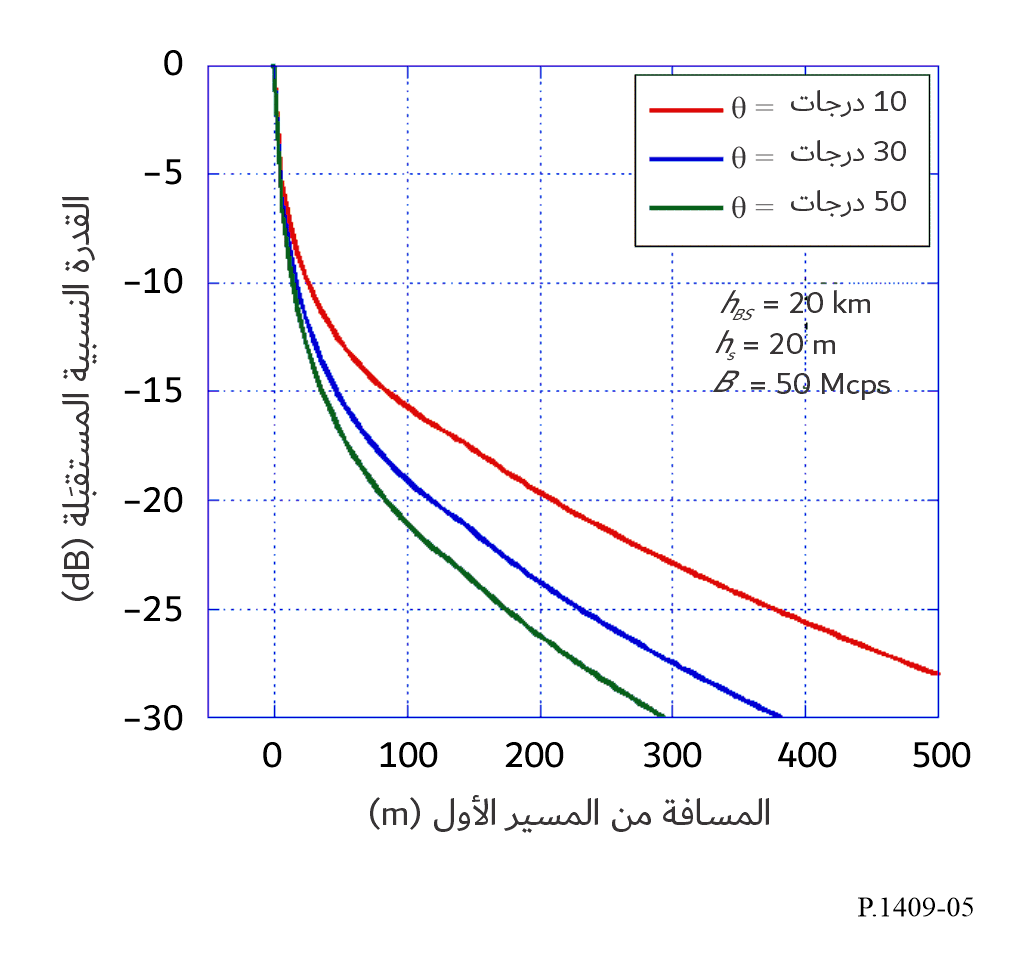 0
−5
−10
−15
−20
−25
−30
القدرة النسبية المستقبَلة (dB)
θ = 10 درجات
θ = 30 درجات
θ = 50 درجات
hBS = 20 km
hs = 20 m
B = 50 Mcps
0 100 200 300 400 500
المسافة من المسير الأول (m)
P.1409-05